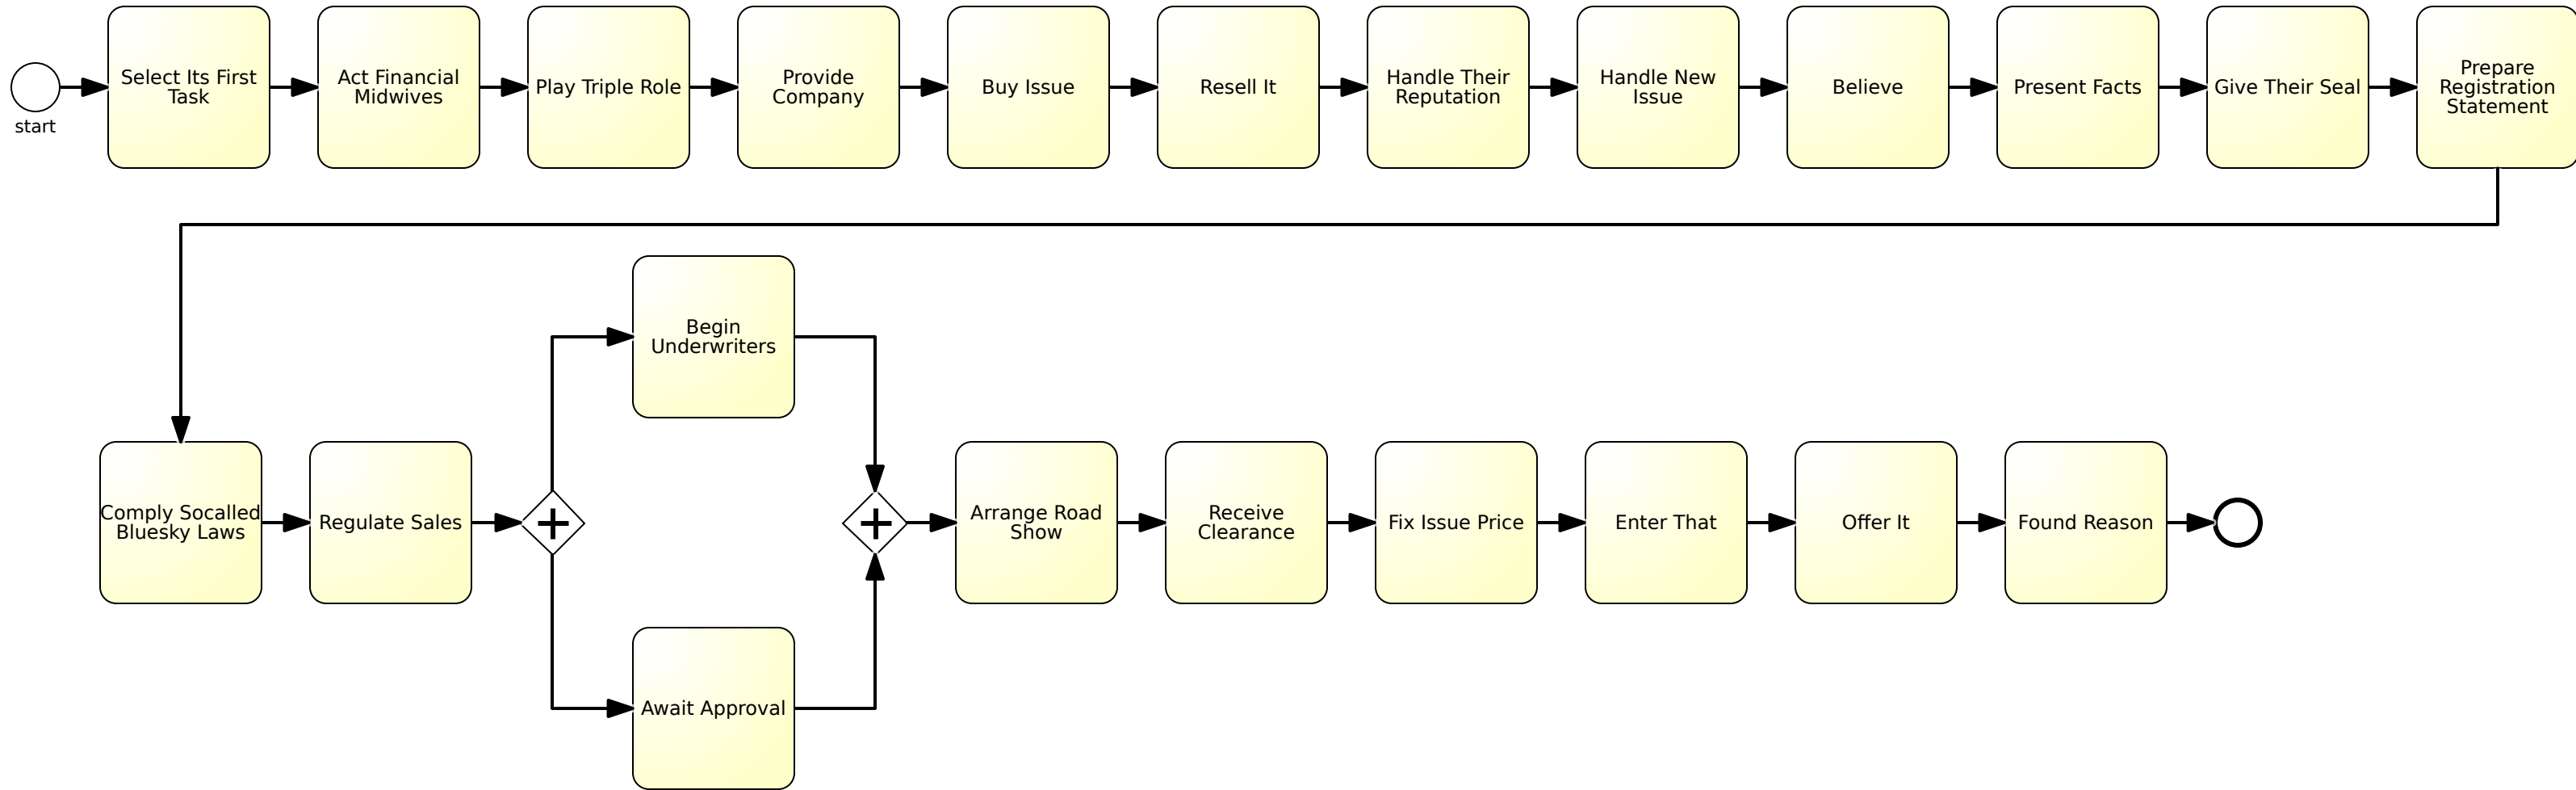 Select Its First
Task
Act Financial
Midwives
Play Triple Role
Provide
Company
Buy Issue
Resell It
Handle Their
Reputation
Handle New
Issue
Believe
Present Facts
Give Their Seal
Prepare
Registration
Statement
start
Begin
Underwriters
Comply Socalled
Bluesky Laws
Regulate Sales
Arrange Road
Show
Receive
Clearance
Fix Issue Price
Enter That
Offer It
Found Reason
Await Approval